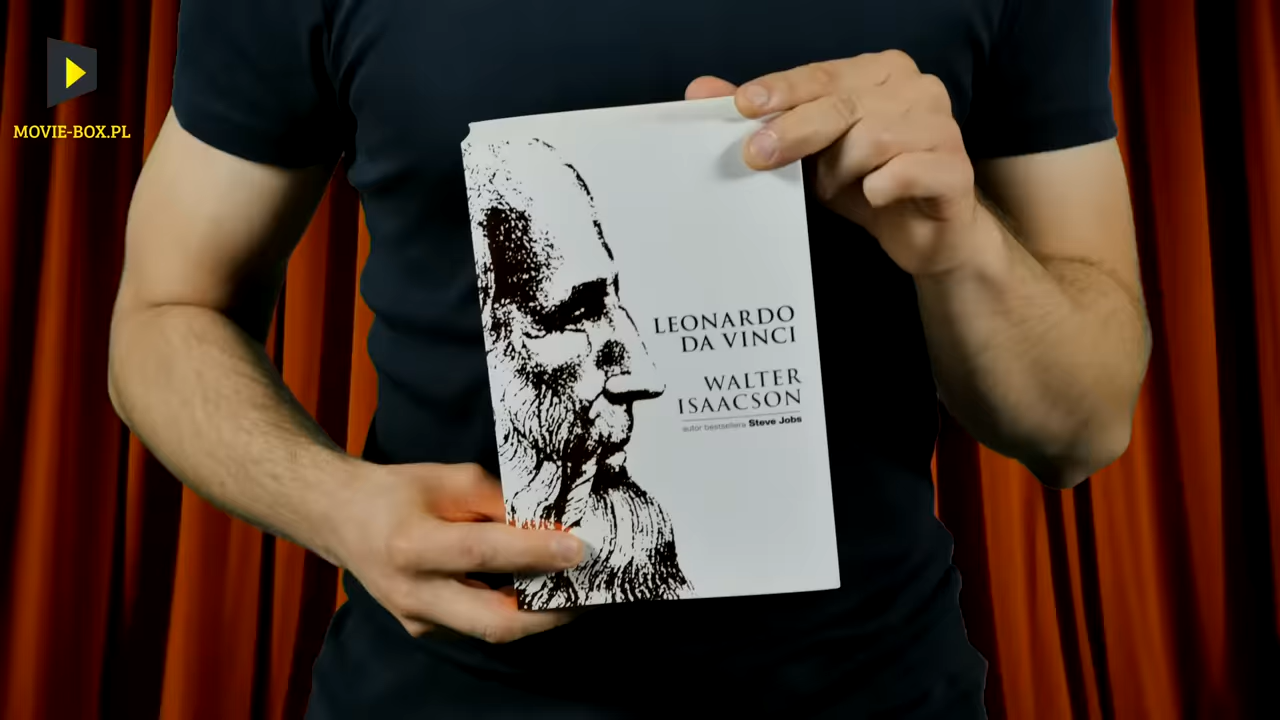 MOVIE-BOX.PL
LEONARDO
DA VINCI
WALTER
ISAACSON
autor bestsellera Steve Jobs